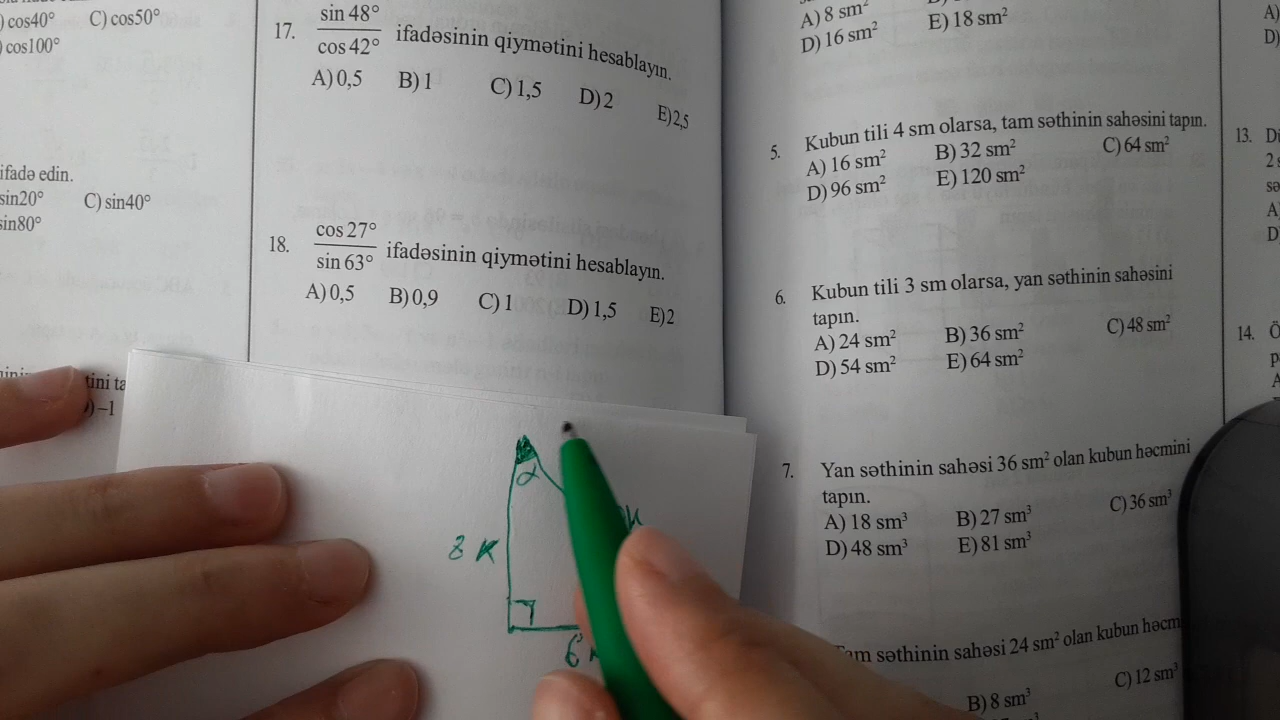 cos40° C) cos50°
cos100°
ifadə edin.
sin20° C) sin40°
sin80°
–1
17. sin 48° / cos 42° ifadəsinin qiymətini hesablayın.
A) 0,5 B) 1 C) 1,5 D) 2 E) 2,5
18. cos 27° / sin 63° ifadəsinin qiymətini hesablayın.
A) 0,5 B) 0,9 C) 1 D) 1,5 E) 2
α
8 K
6
A) 8 sm²
D) 16 sm² E) 18 sm²
5. Kubun tili 4 sm olarsa, tam səthinin sahəsini tapın.
A) 16 sm² B) 32 sm² C) 64 sm²
D) 96 sm² E) 120 sm²
6. Kubun tili 3 sm olarsa, yan səthinin sahəsini
tapın.
A) 24 sm² B) 36 sm² C) 48 sm²
D) 54 sm² E) 64 sm²
7. Yan səthinin sahəsi 36 sm² olan kubun həcmini
tapın.
A) 18 sm³ B) 27 sm³ C) 36 sm³
D) 48 sm³ E) 81 sm³
səthinin sahəsi 24 sm² olan kubun həcm
B) 8 sm³ C) 12 sm³
A)
D)
13.
14.